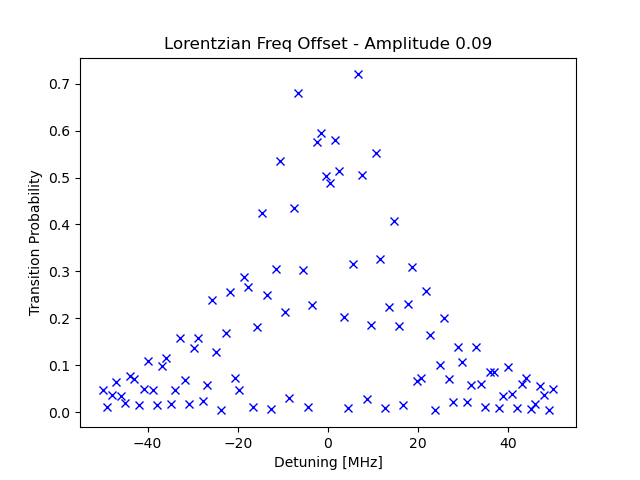 Lorentzian Freq Offset - Amplitude 0.09
Transition Probability
0.7
0.6
0.5
0.4
0.3
0.2
0.1
0.0
−40 −20 0 20 40
Detuning [MHz]